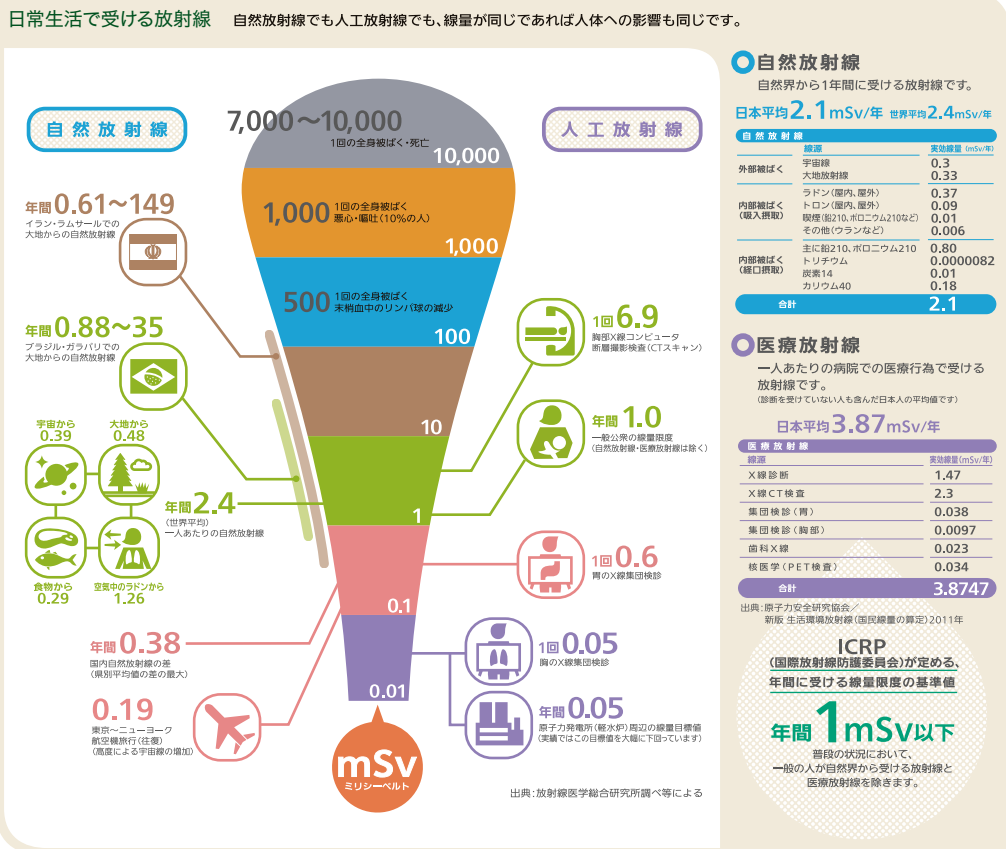 日常生活で受ける放射線
自然放射線でも人工放射線でも、線量が同じであれば人体への影響も同じです。
自然放射線
人工放射線
7,000～10,000
1回の全身被ばく・死亡
10,000
1,000
1回の全身被ばく
悪心・嘔吐(10%の人)
1,000
500
1回の全身被ばく
末梢血中のリンパ球の減少
100
10
1
0.1
0.01
mSv
ミリシーベルト
年間0.61～149
イラン・ラムサールでの
大地からの自然放射線
年間0.88～35
ブラジル・ガラパリでの
大地からの自然放射線
宇宙から
0.39
大地から
0.48
食物から
0.29
空気中のラドンから
1.26
年間2.4
(世界平均)
一人あたりの自然放射線
年間0.38
国内自然放射線の差
(県別平均値の差の最大)
0.19
東京～ニューヨーク
航空機旅行(往復)
(高度による宇宙線の増加)
1回6.9
胸部X線コンピュータ
断層撮影検査(CTスキャン)
年間1.0
一般公衆の線量限度
(自然放射線・医療放射線は除く)
1回0.6
胃のX線集団検診
1回0.05
胸のX線集団検診
年間0.05
原子力発電所(軽水炉)周辺の線量目標値
(実績ではこの目標値を大幅に下回っています)
出典:放射線医学総合研究所調べ等による
自然放射線
自然界から1年間に受ける放射線です。
日本平均2.1mSv/年 世界平均2.4mSv/年
自然放射線
線源 実効線量(mSv/年)
外部被ばく
宇宙線 0.3
大地放射線 0.33
内部被ばく
(吸入摂取)
ラドン(屋内、屋外) 0.37
トロン(屋内、屋外) 0.09
喫煙(鉛210、ポロニウム210など) 0.01
その他(ウランなど) 0.006
内部被ばく
(経口摂取)
主に鉛210、ポロニウム210 0.80
トリチウム 0.0000082
炭素14 0.01
カリウム40 0.18
合計 2.1
医療放射線
一人あたりの病院での医療行為で受ける
放射線です。
(診断を受けていない人も含んだ日本人の平均値です)
日本平均3.87mSv/年
医療放射線
線源 実効線量(mSv/年)
X線診断 1.47
X線CT検査 2.3
集団検診(胃) 0.038
集団検診(胸部) 0.0097
歯科X線 0.023
核医学(PET検査) 0.034
合計 3.8747
出典:原子力安全研究協会／
新版 生活環境放射線(国民線量の算定)2011年
ICRP
(国際放射線防護委員会)が定める、
年間に受ける線量限度の基準値
年間1mSv以下
普段の状況において、
一般の人が自然界から受ける放射線と
医療放射線を除きます。